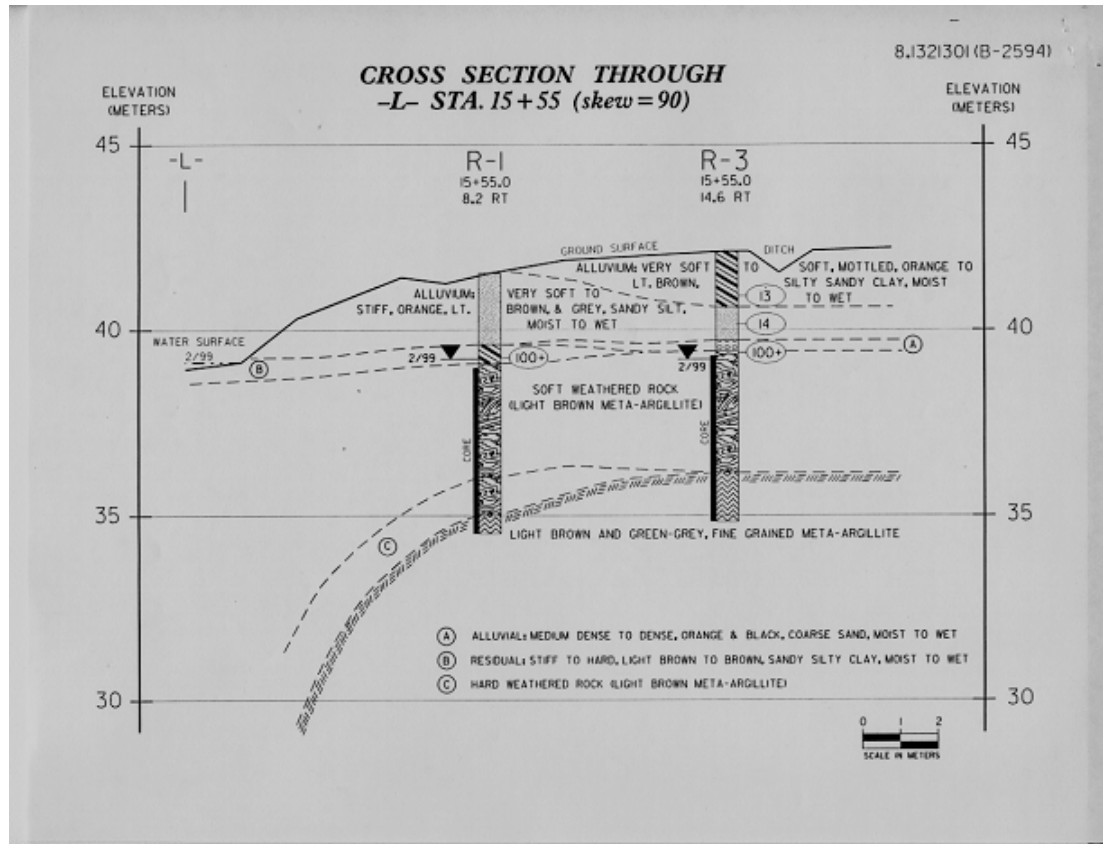 8.1321301 (B-2594)
CROSS SECTION THROUGH
-L- STA. 15+55 (skew=90)
ELEVATION
(METERS)
ELEVATION
(METERS)
45
45
-L-
R-1
15+55.0
8.2 RT
R-3
15+55.0
14.6 RT
GROUND SURFACE
DITCH
ALLUVIUM: VERY SOFT TO SOFT, MOTTLED, ORANGE TO
LT. BROWN, SILTY SANDY CLAY, MOIST
TO WET
ALLUVIUM: VERY SOFT TO
STIFF, ORANGE, LT. BROWN, & GREY, SANDY SILT,
MOIST TO WET
13
14
40
40
WATER SURFACE
2/99
2/99
100+
2/99
100+
A
B
SOFT WEATHERED ROCK
(LIGHT BROWN META-ARGILLITE)
CORE
CORE
35
35
LIGHT BROWN AND GREEN-GREY, FINE GRAINED META-ARGILLITE
C
A ALLUVIAL: MEDIUM DENSE TO DENSE, ORANGE & BLACK, COARSE SAND, MOIST TO WET
B RESIDUAL: STIFF TO HARD, LIGHT BROWN TO BROWN, SANDY SILTY CLAY, MOIST TO WET
C HARD WEATHERED ROCK (LIGHT BROWN META-ARGILLITE)
30
30
0 1 2
SCALE IN METERS